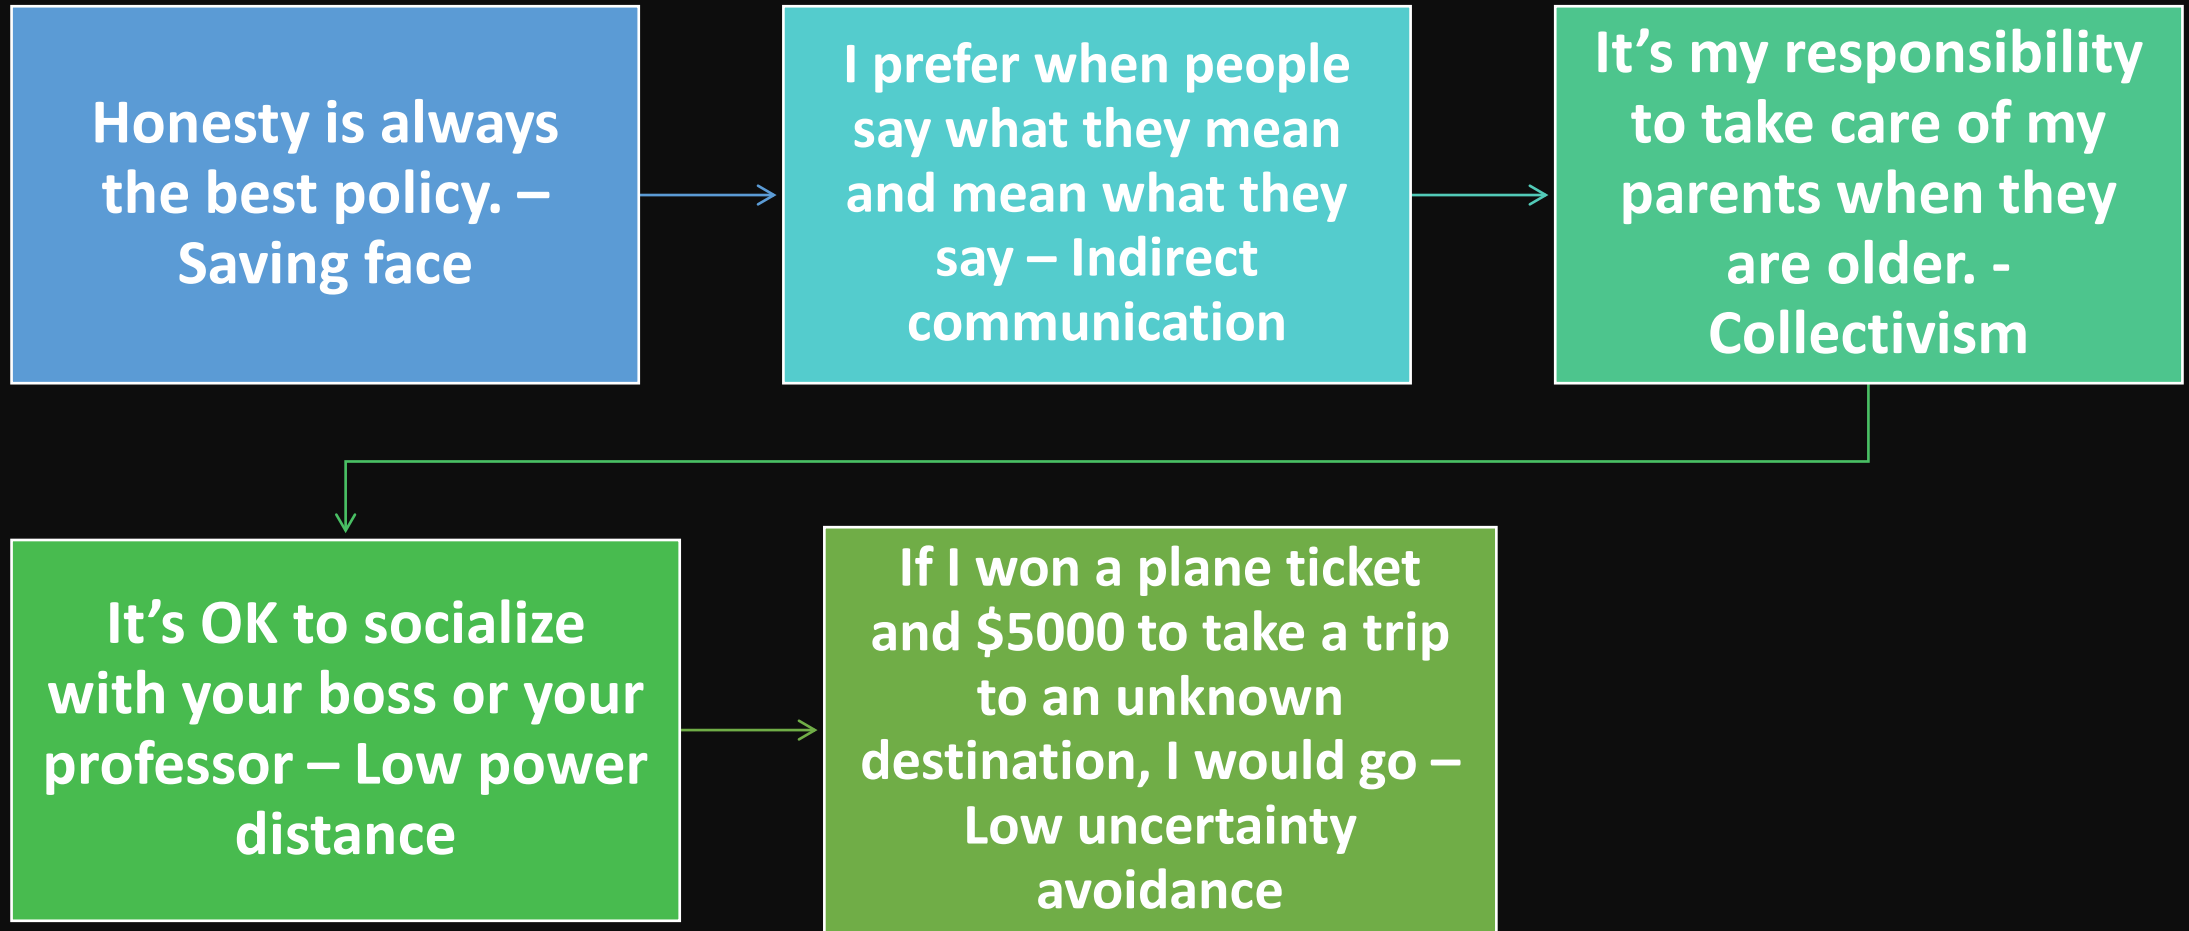 Honesty is always
the best policy. –
Saving face
I prefer when people
say what they mean
and mean what they
say – Indirect
communication
It’s my responsibility
to take care of my
parents when they
are older. -
Collectivism
It’s OK to socialize
with your boss or your
professor – Low power
distance
If I won a plane ticket
and $5000 to take a trip
to an unknown
destination, I would go –
Low uncertainty
avoidance